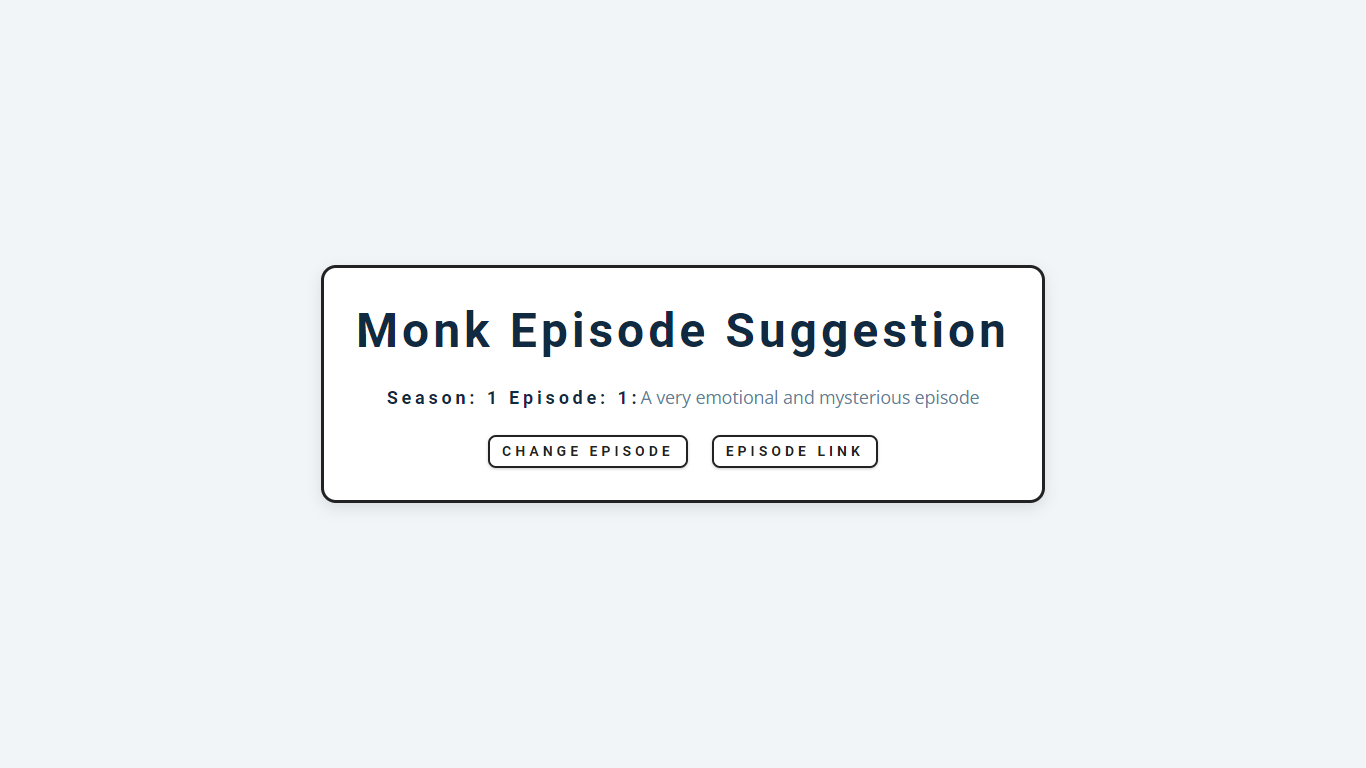 Monk Episode Suggestion
Season: 1 Episode: 1:A very emotional and mysterious episode
CHANGE EPISODE EPISODE LINK